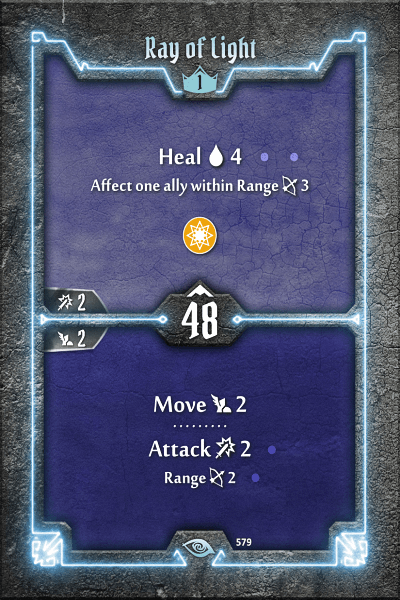 Ray of Light
1
Heal 4
Affect one ally within Range 3
2
48
2
Move 2
Attack 2
Range 2
579